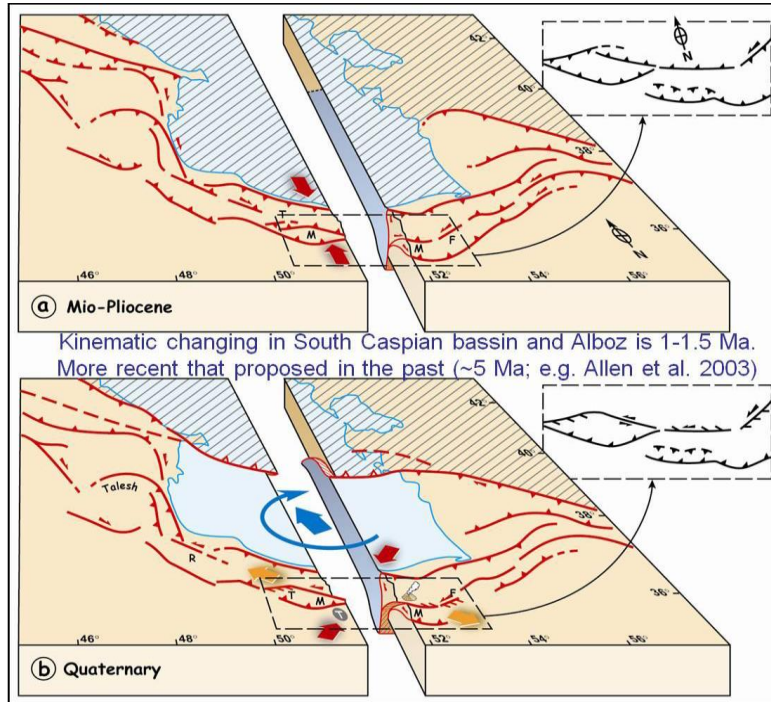 42°
N
40°
38°
36°
N
T
M
M
F
46°
48°
50°
52°
54°
56°
a Mio-Pliocene
Kinematic changing in South Caspian bassin and Alboz is 1-1.5 Ma.
More recent that proposed in the past (~5 Ma; e.g. Allen et al. 2003)
42°
40°
38°
36°
Talesh
R
T
M
M
F
46°
48°
50°
52°
54°
56°
b Quaternary